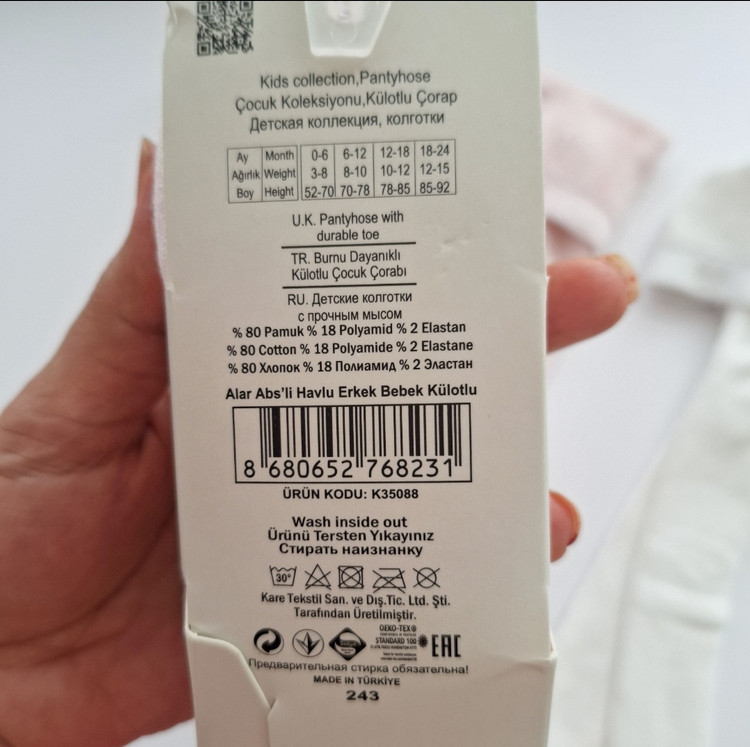 Kids collection,Pantyhose
Çocuk Koleksiyonu,Külotlu Çorap
Детская коллекция, колготки
Ay Month 0-6 6-12 12-18 18-24
Ağırlık Weight 3-8 8-10 10-12 12-15
Boy Height 52-70 70-78 78-85 85-92
U.K. Pantyhose with
durable toe
TR. Burnu Dayanıklı
Külotlu Çocuk Çorabı
RU. Детские колготки
с прочным мысом
% 80 Pamuk % 18 Polyamid % 2 Elastan
% 80 Cotton % 18 Polyamide % 2 Elastane
% 80 Хлопок % 18 Полиамид % 2 Эластан
Alar Abs'li Havlu Erkek Bebek Külotlu
8 680652 768231
ÜRÜN KODU: K35088
Wash inside out
Ürünü Tersten Yıkayınız
Стирать наизнанку
30°
Kare Tekstil San. ve Dış.Tic. Ltd. Şti.
Tarafından Üretilmiştir.
OEKO-TEX®
STANDARD 100
EAC
Предварительная стирка обязательна!
MADE IN TÜRKİYE
243